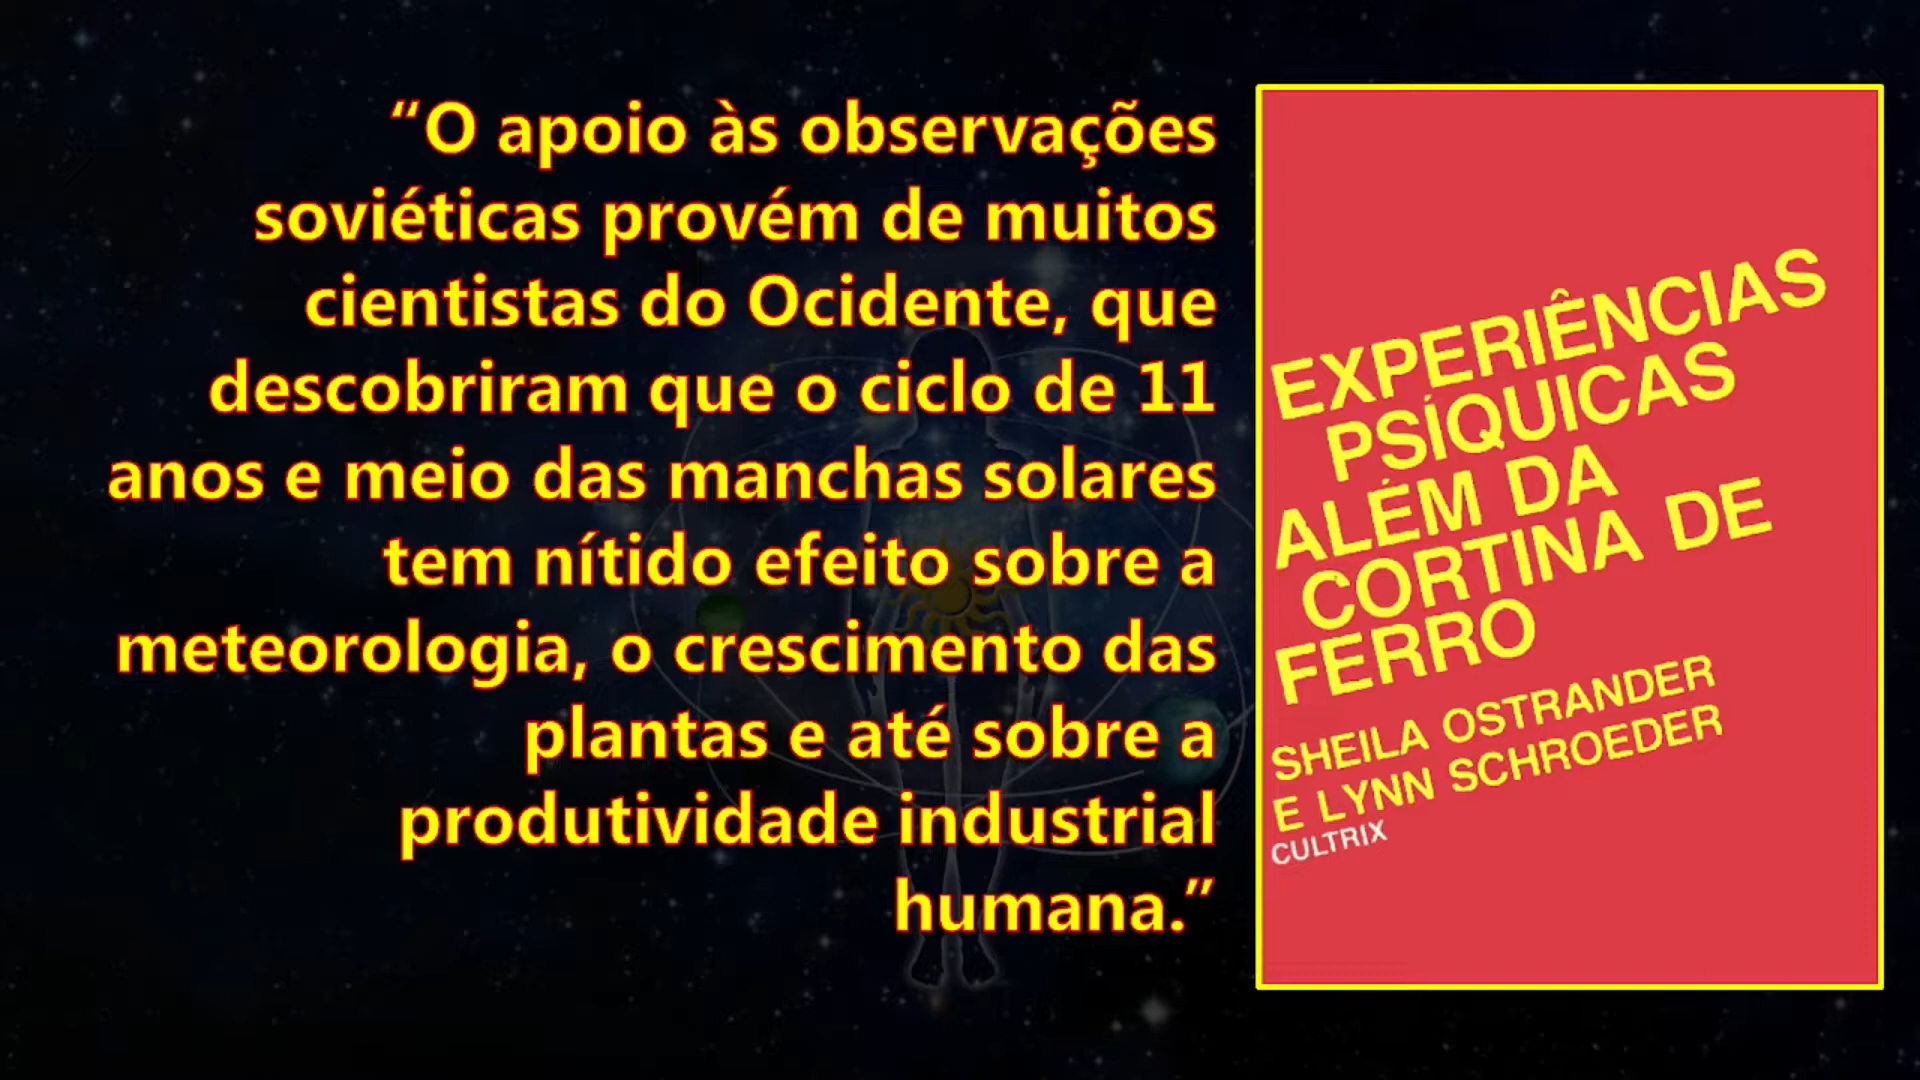 “O apoio às observações
soviéticas provém de muitos
cientistas do Ocidente, que
descobriram que o ciclo de 11
anos e meio das manchas solares
tem nítido efeito sobre a
meteorologia, o crescimento das
plantas e até sobre a
produtividade industrial
humana.”
EXPERIÊNCIAS
PSÍQUICAS
ALÉM DA
CORTINA DE
FERRO
SHEILA OSTRANDER
E LYNN SCHROEDER
CULTRIX